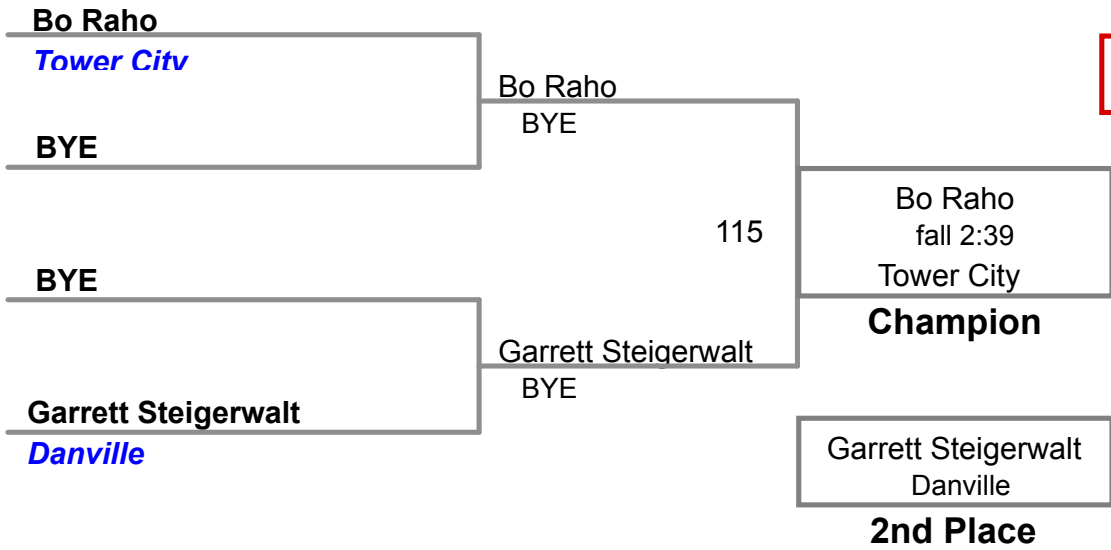 Bo Raho
Tower City
BYE
Bo Raho
BYE
115
Bo Raho
fall 2:39
Tower City
Champion
BYE
Garrett Steigerwalt
BYE
Garrett Steigerwalt
Danville
Garrett Steigerwalt
Danville
2nd Place